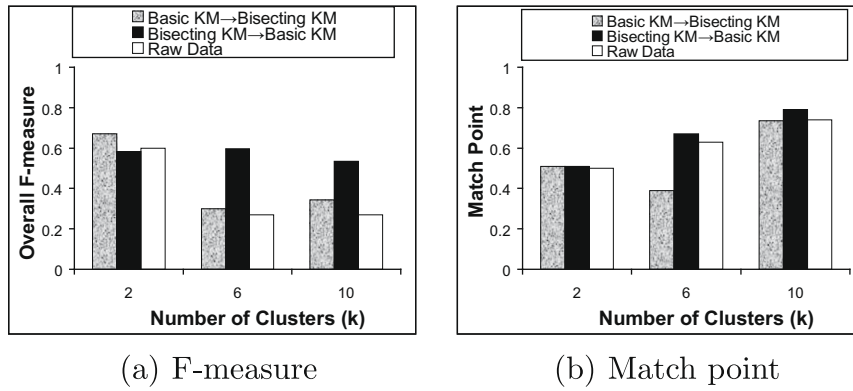 Basic KM→Bisecting KM
Bisecting KM→Basic KM
Raw Data
1
0.8
0.6
0.4
0.2
0
Overall F-measure
2 6 10
Number of Clusters (k)
(a) F-measure
Basic KM→Bisecting KM
Bisecting KM→Basic KM
Raw Data
1
0.8
0.6
0.4
0.2
0
Match Point
2 6 10
Number of Clusters (k)
(b) Match point